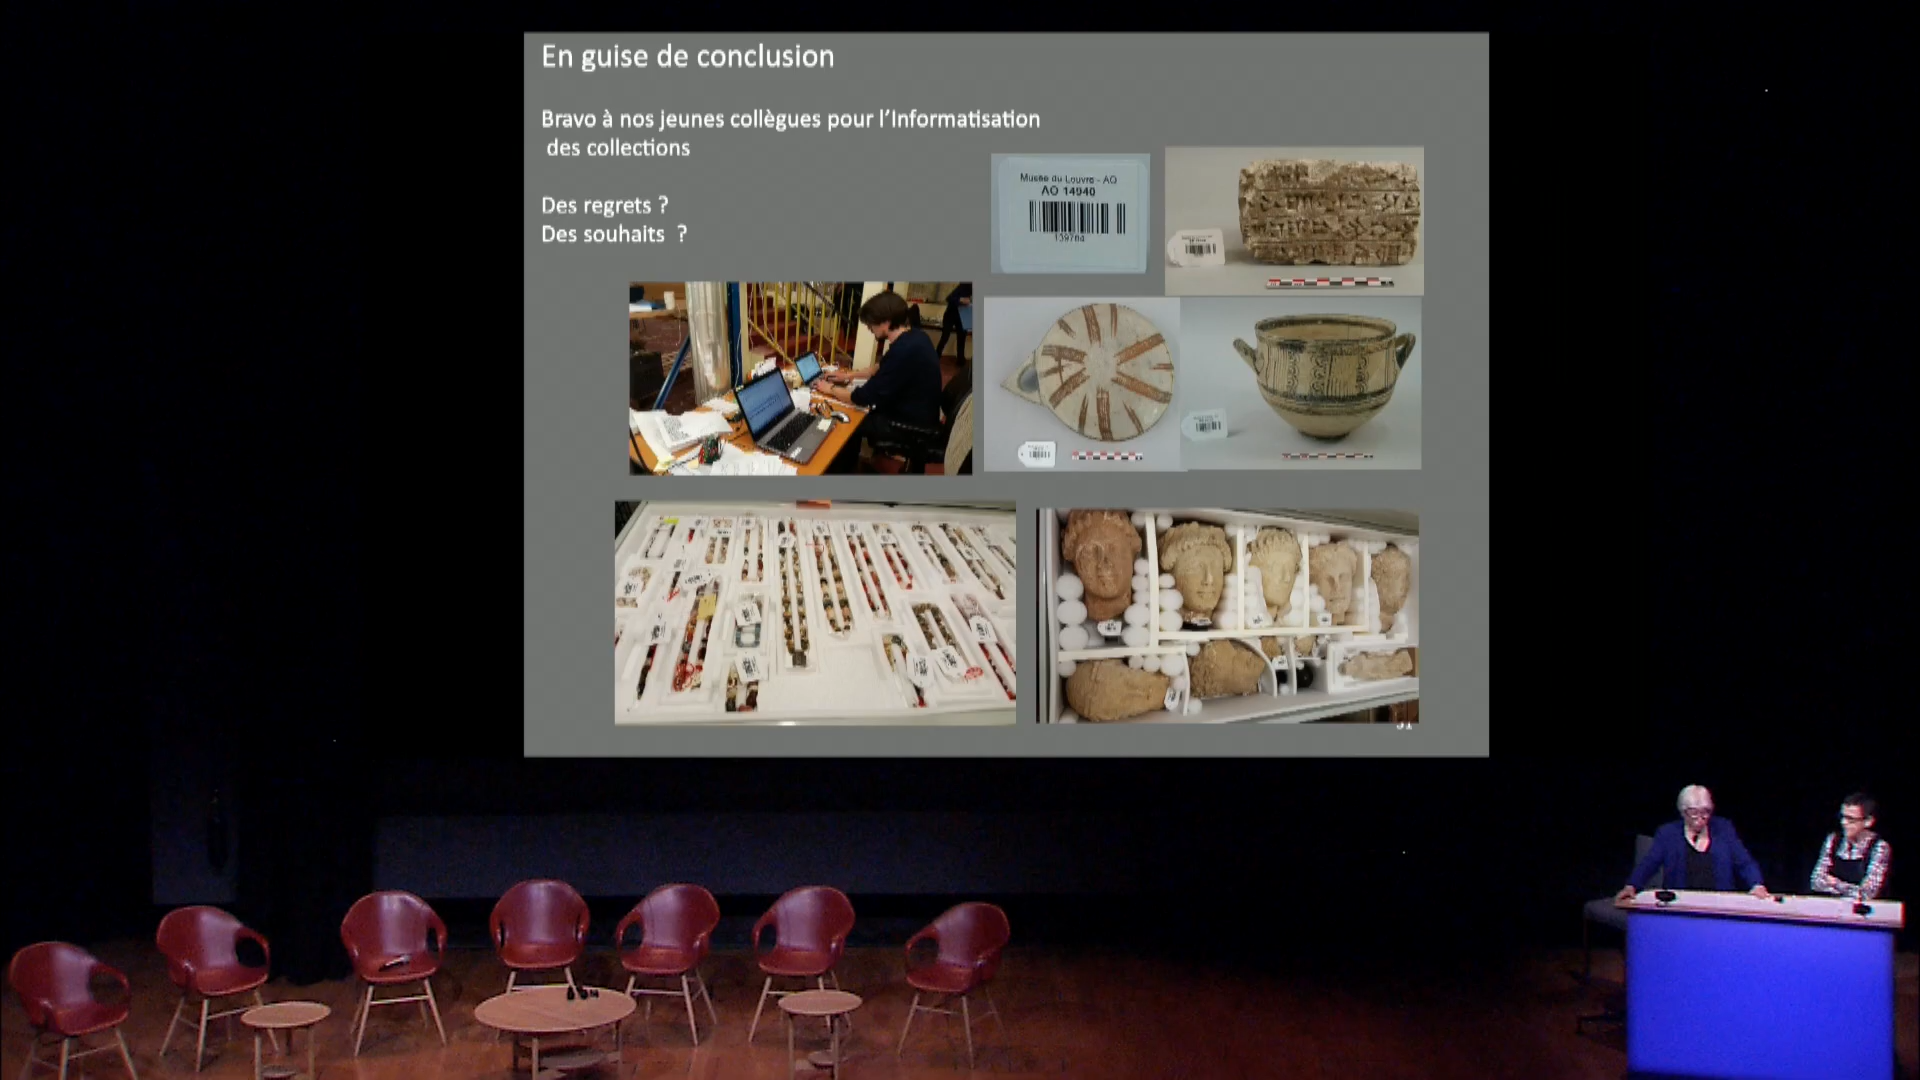 En guise de conclusion
Bravo à nos jeunes collègues pour l'Informatisation
des collections
Des regrets ?
Des souhaits ?
Musée du Louvre - AO
AO 14940
139784